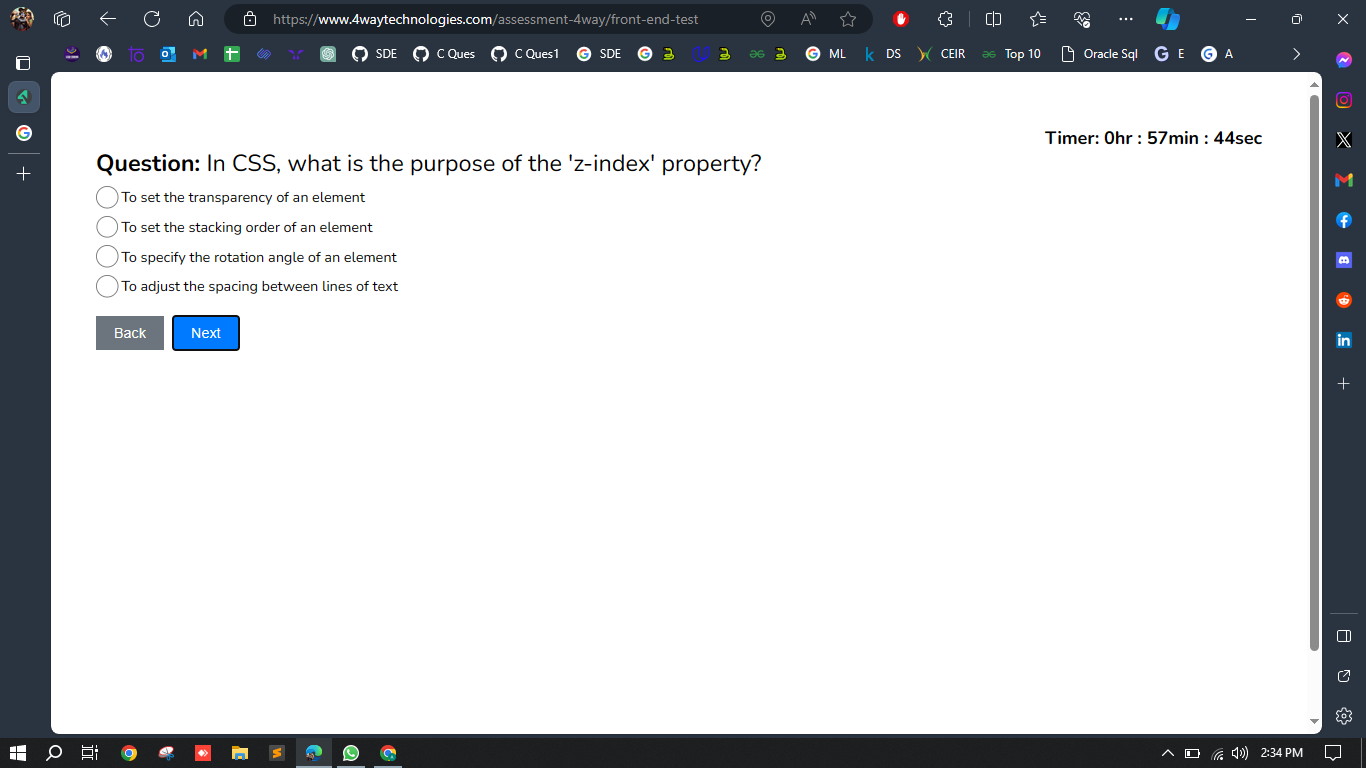 https://www.4waytechnologies.com/assessment-4way/front-end-test
SDE
C Ques
C Ques1
SDE
ML
DS
CEIR
Top 10
Oracle Sql
E
A
Timer: 0hr : 57min : 44sec
Question: In CSS, what is the purpose of the 'z-index' property?
To set the transparency of an element
To set the stacking order of an element
To specify the rotation angle of an element
To adjust the spacing between lines of text
Back
Next
2:34 PM